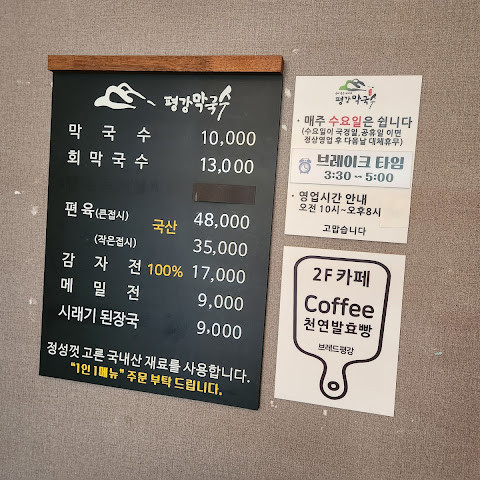 평강막국수
막 국 수 10,000
회 막 국 수 13,000
편 육 (큰접시) 국산 48,000
(작은접시) 35,000
감 자 전 100% 17,000
메 밀 전 9,000
시래기 된장국 9,000
정성껏 고른 국내산 재료를 사용합니다.
"1인 1메뉴" 주문 부탁 드립니다.
평강막국수
· 매주 수요일은 쉽니다
(수요일이 국경일,공휴일 이면
정상영업 후 다음날 대체휴무)
브레이크 타임
3:30 -- 5:00
· 영업시간 안내
오전 10시~오후8시
고맙습니다
2F 카페
Coffee
천연발효빵
브레드평강